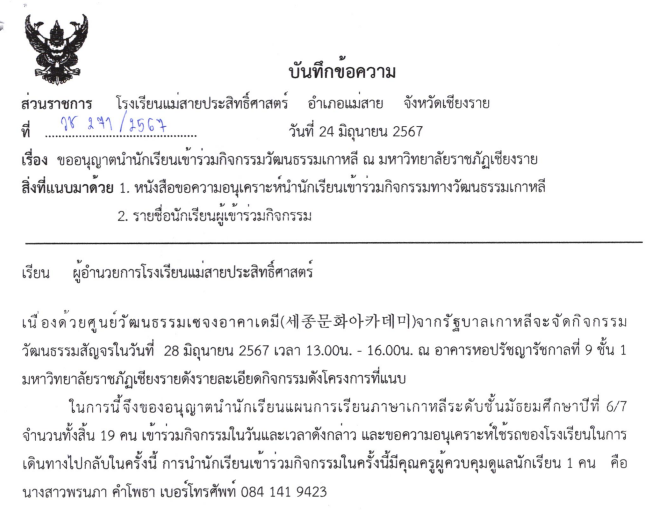 บันทึกข้อความ
ส่วนราชการ โรงเรียนแม่สายประสิทธิ์ศาสตร์ อำเภอแม่สาย จังหวัดเชียงราย
ที่ วช 271/2567 วันที่ 24 มิถุนายน 2567
เรื่อง ขออนุญาตนำนักเรียนเข้าร่วมกิจกรรมวัฒนธรรมเกาหลี ณ มหาวิทยาลัยราชภัฏเชียงราย
สิ่งที่แนบมาด้วย 1. หนังสือขอความอนุเคราะห์นำนักเรียนเข้าร่วมกิจกรรมทางวัฒนธรรมเกาหลี
2. รายชื่อนักเรียนผู้เข้าร่วมกิจกรรม
เรียน ผู้อำนวยการโรงเรียนแม่สายประสิทธิ์ศาสตร์
เนื่องด้วยศูนย์วัฒนธรรมเซจงอาคาเดมี(세종문화아카데미)จากรัฐบาลเกาหลีจะจัดกิจกรรม
วัฒนธรรมสัญจรในวันที่ 28 มิถุนายน 2567 เวลา 13.00น. - 16.00น. ณ อาคารหอปรัชญารัชกาลที่ 9 ชั้น 1
มหาวิทยาลัยราชภัฏเชียงรายดังรายละเอียดกิจกรรมดังโครงการที่แนบ
ในการนี้จึงของอนุญาตนำนักเรียนแผนการเรียนภาษาเกาหลีระดับชั้นมัธยมศึกษาปีที่ 6/7
จำนวนทั้งสิ้น 19 คน เข้าร่วมกิจกรรมในวันและเวลาดังกล่าว และขอความอนุเคราะห์ใช้รถของโรงเรียนในการ
เดินทางไปกลับในครั้งนี้ การนำนักเรียนเข้าร่วมกิจกรรมในครั้งนี้มีคุณครูผู้ควบคุมดูแลนักเรียน 1 คน คือ
นางสาวพรนภา คำโพธา เบอร์โทรศัพท์ 084 141 9423